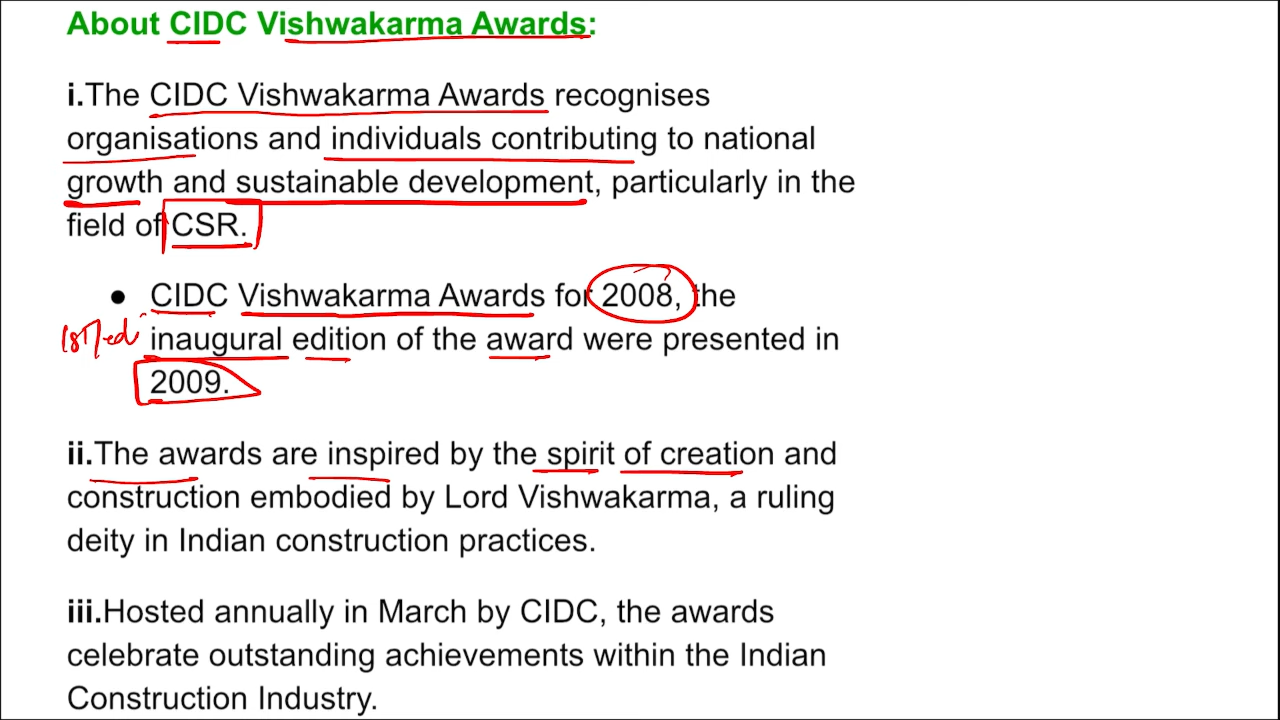 About CIDC Vishwakarma Awards:
i.The CIDC Vishwakarma Awards recognises
organisations and individuals contributing to national
growth and sustainable development, particularly in the
field of CSR.
● CIDC Vishwakarma Awards for 2008, the
1st ed inaugural edition of the award were presented in
2009.
ii.The awards are inspired by the spirit of creation and
construction embodied by Lord Vishwakarma, a ruling
deity in Indian construction practices.
iii.Hosted annually in March by CIDC, the awards
celebrate outstanding achievements within the Indian
Construction Industry.